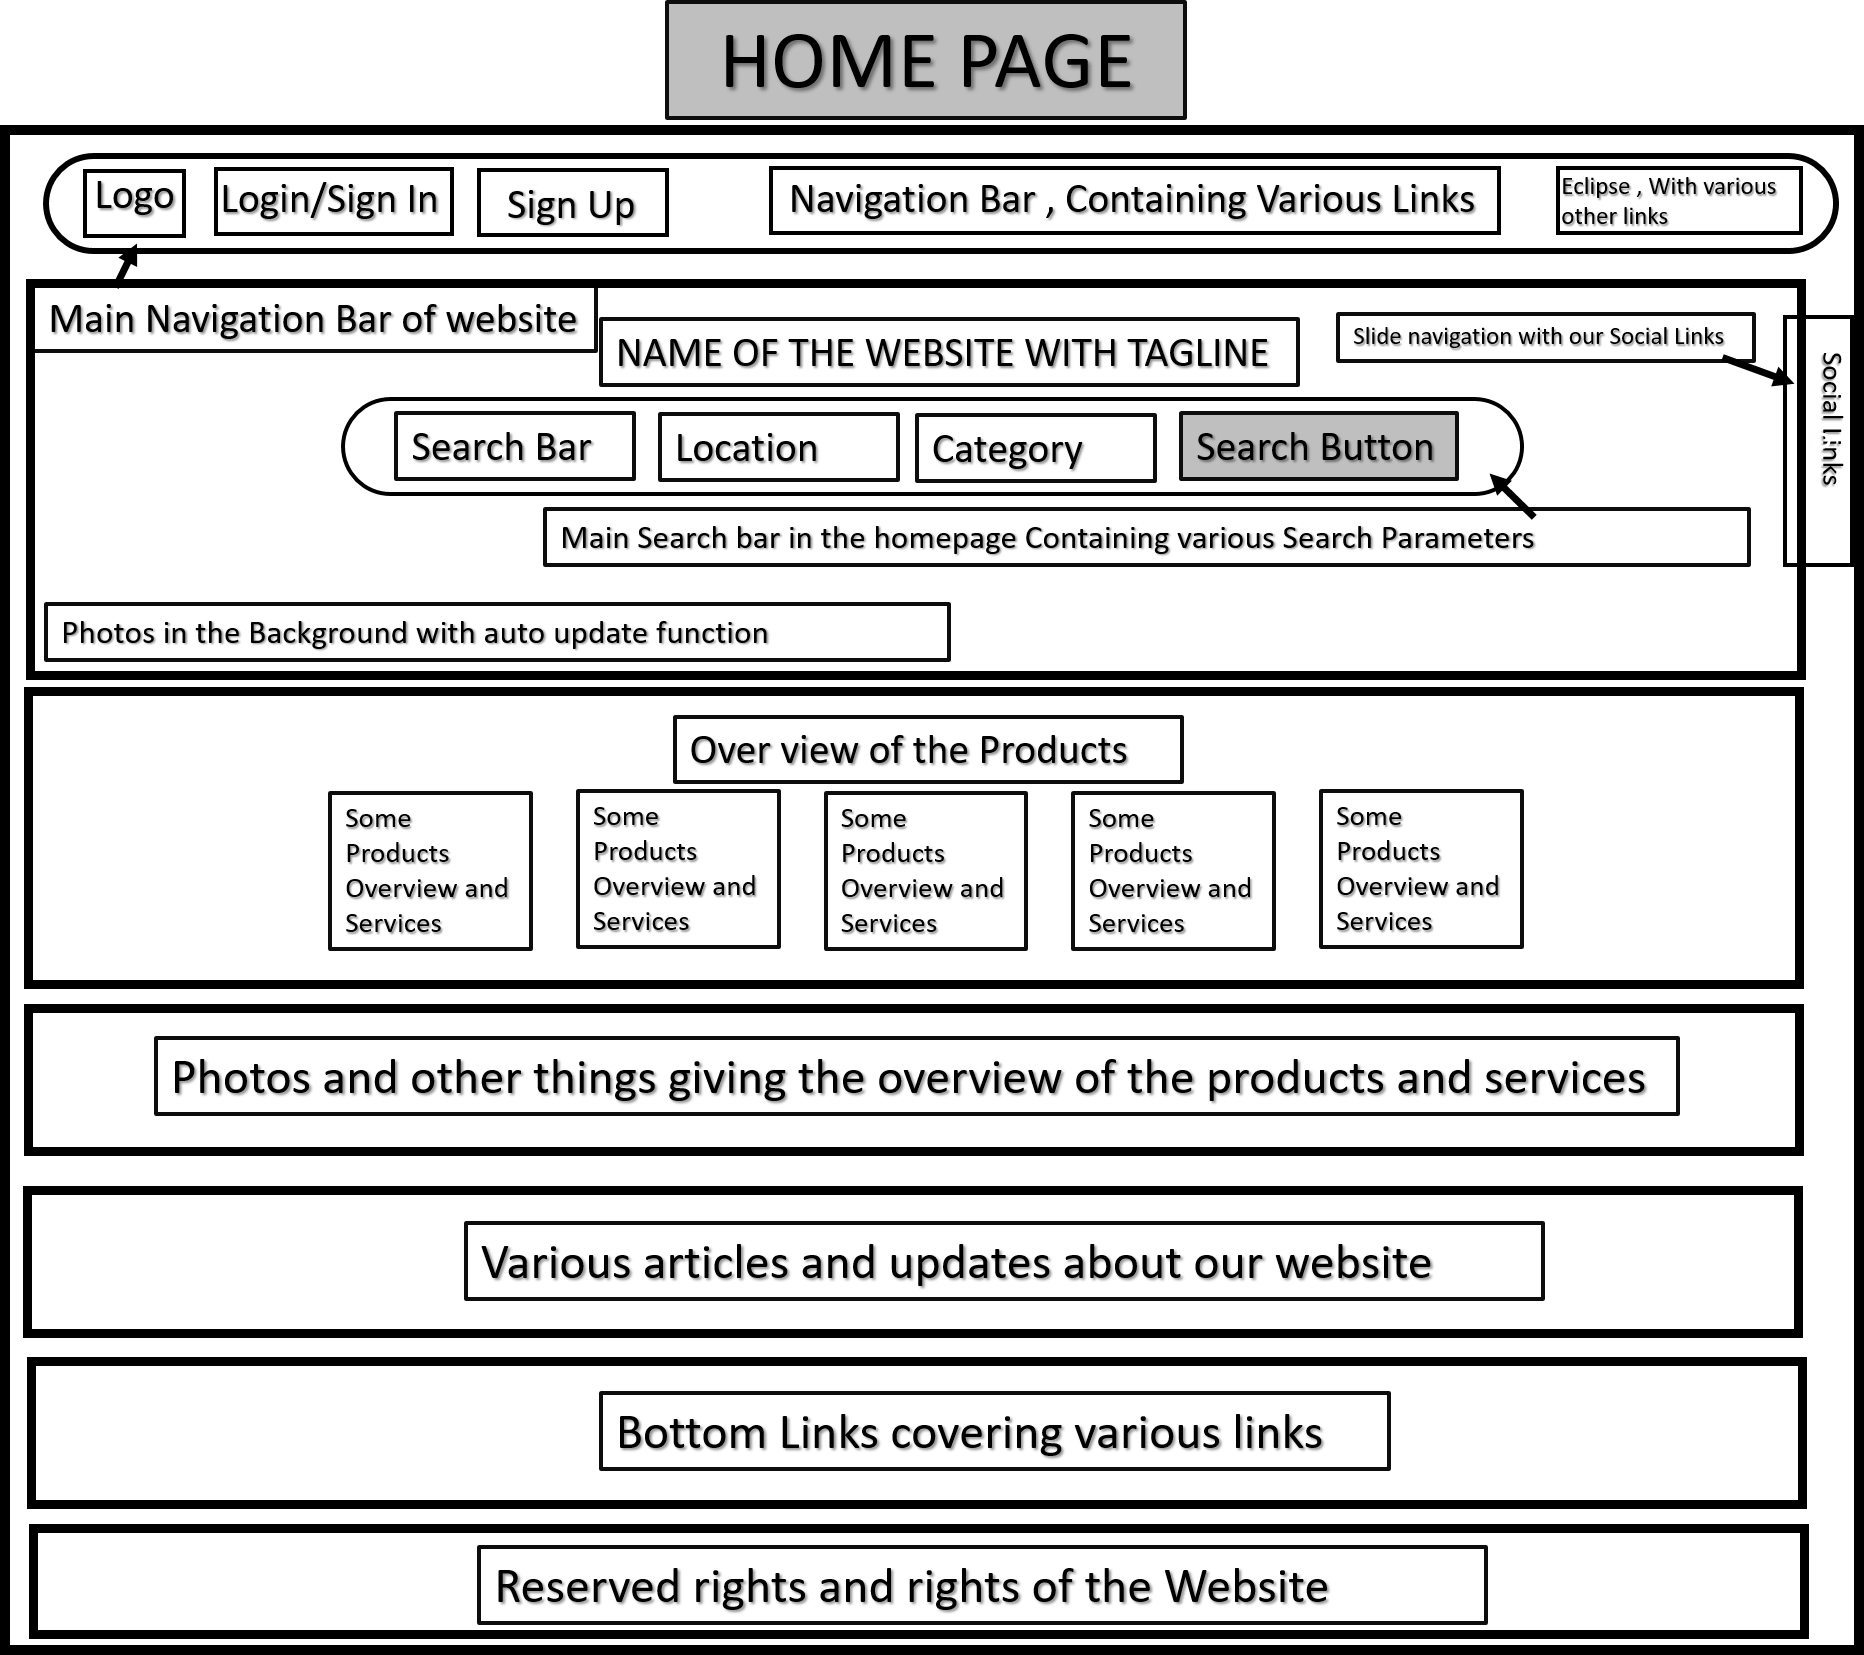 HOME PAGE
Logo
Login/Sign In
Sign Up
Navigation Bar , Containing Various Links
Eclipse , With various
other links
Main Navigation Bar of website
NAME OF THE WEBSITE WITH TAGLINE
Slide navigation with our Social Links
Social Links
Search Bar
Location
Category
Search Button
Main Search bar in the homepage Containing various Search Parameters
Photos in the Background with auto update function
Over view of the Products
Some
Products
Overview and
Services
Some
Products
Overview and
Services
Some
Products
Overview and
Services
Some
Products
Overview and
Services
Some
Products
Overview and
Services
Photos and other things giving the overview of the products and services
Various articles and updates about our website
Bottom Links covering various links
Reserved rights and rights of the Website